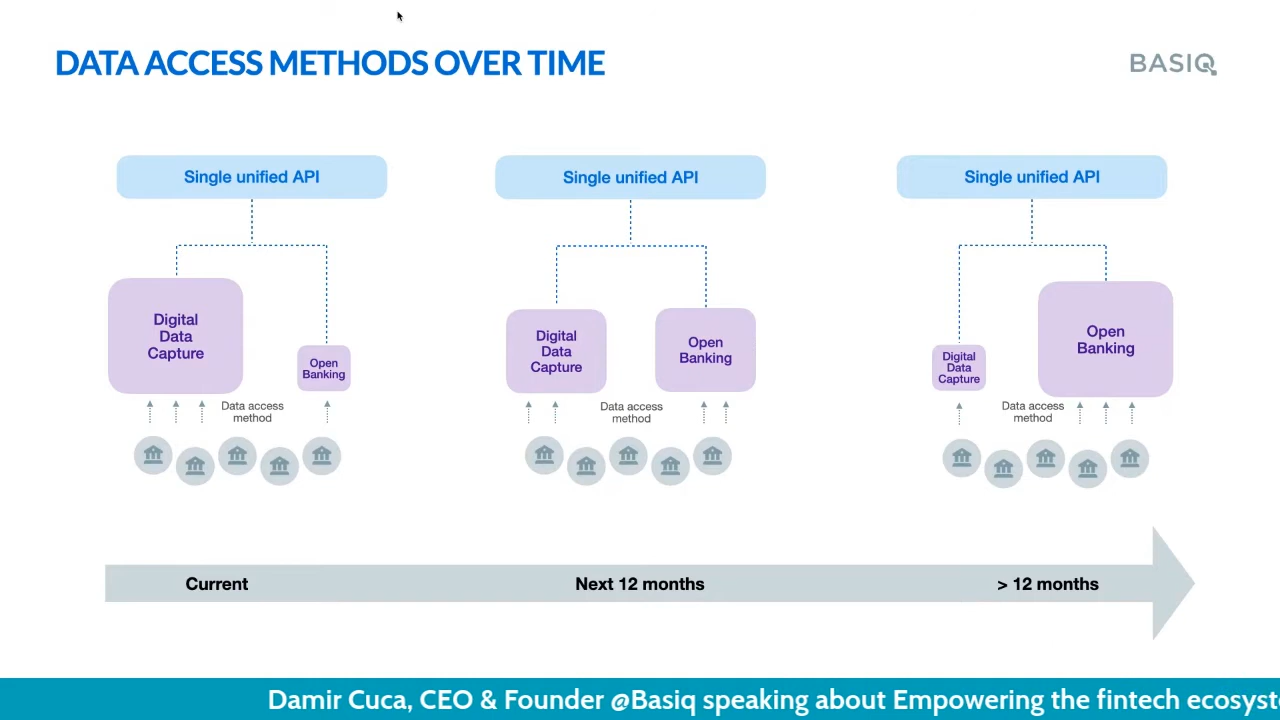 DATA ACCESS METHODS OVER TIME
BASIQ
Single unified API
Digital
Data
Capture
Open
Banking
Data access
method
Single unified API
Digital
Data
Capture
Open
Banking
Data access
method
Single unified API
Digital
Data
Capture
Open
Banking
Data access
method
Current
Next 12 months
> 12 months
Damir Cuca, CEO & Founder @Basiq speaking about Empowering the fintech ecosyst